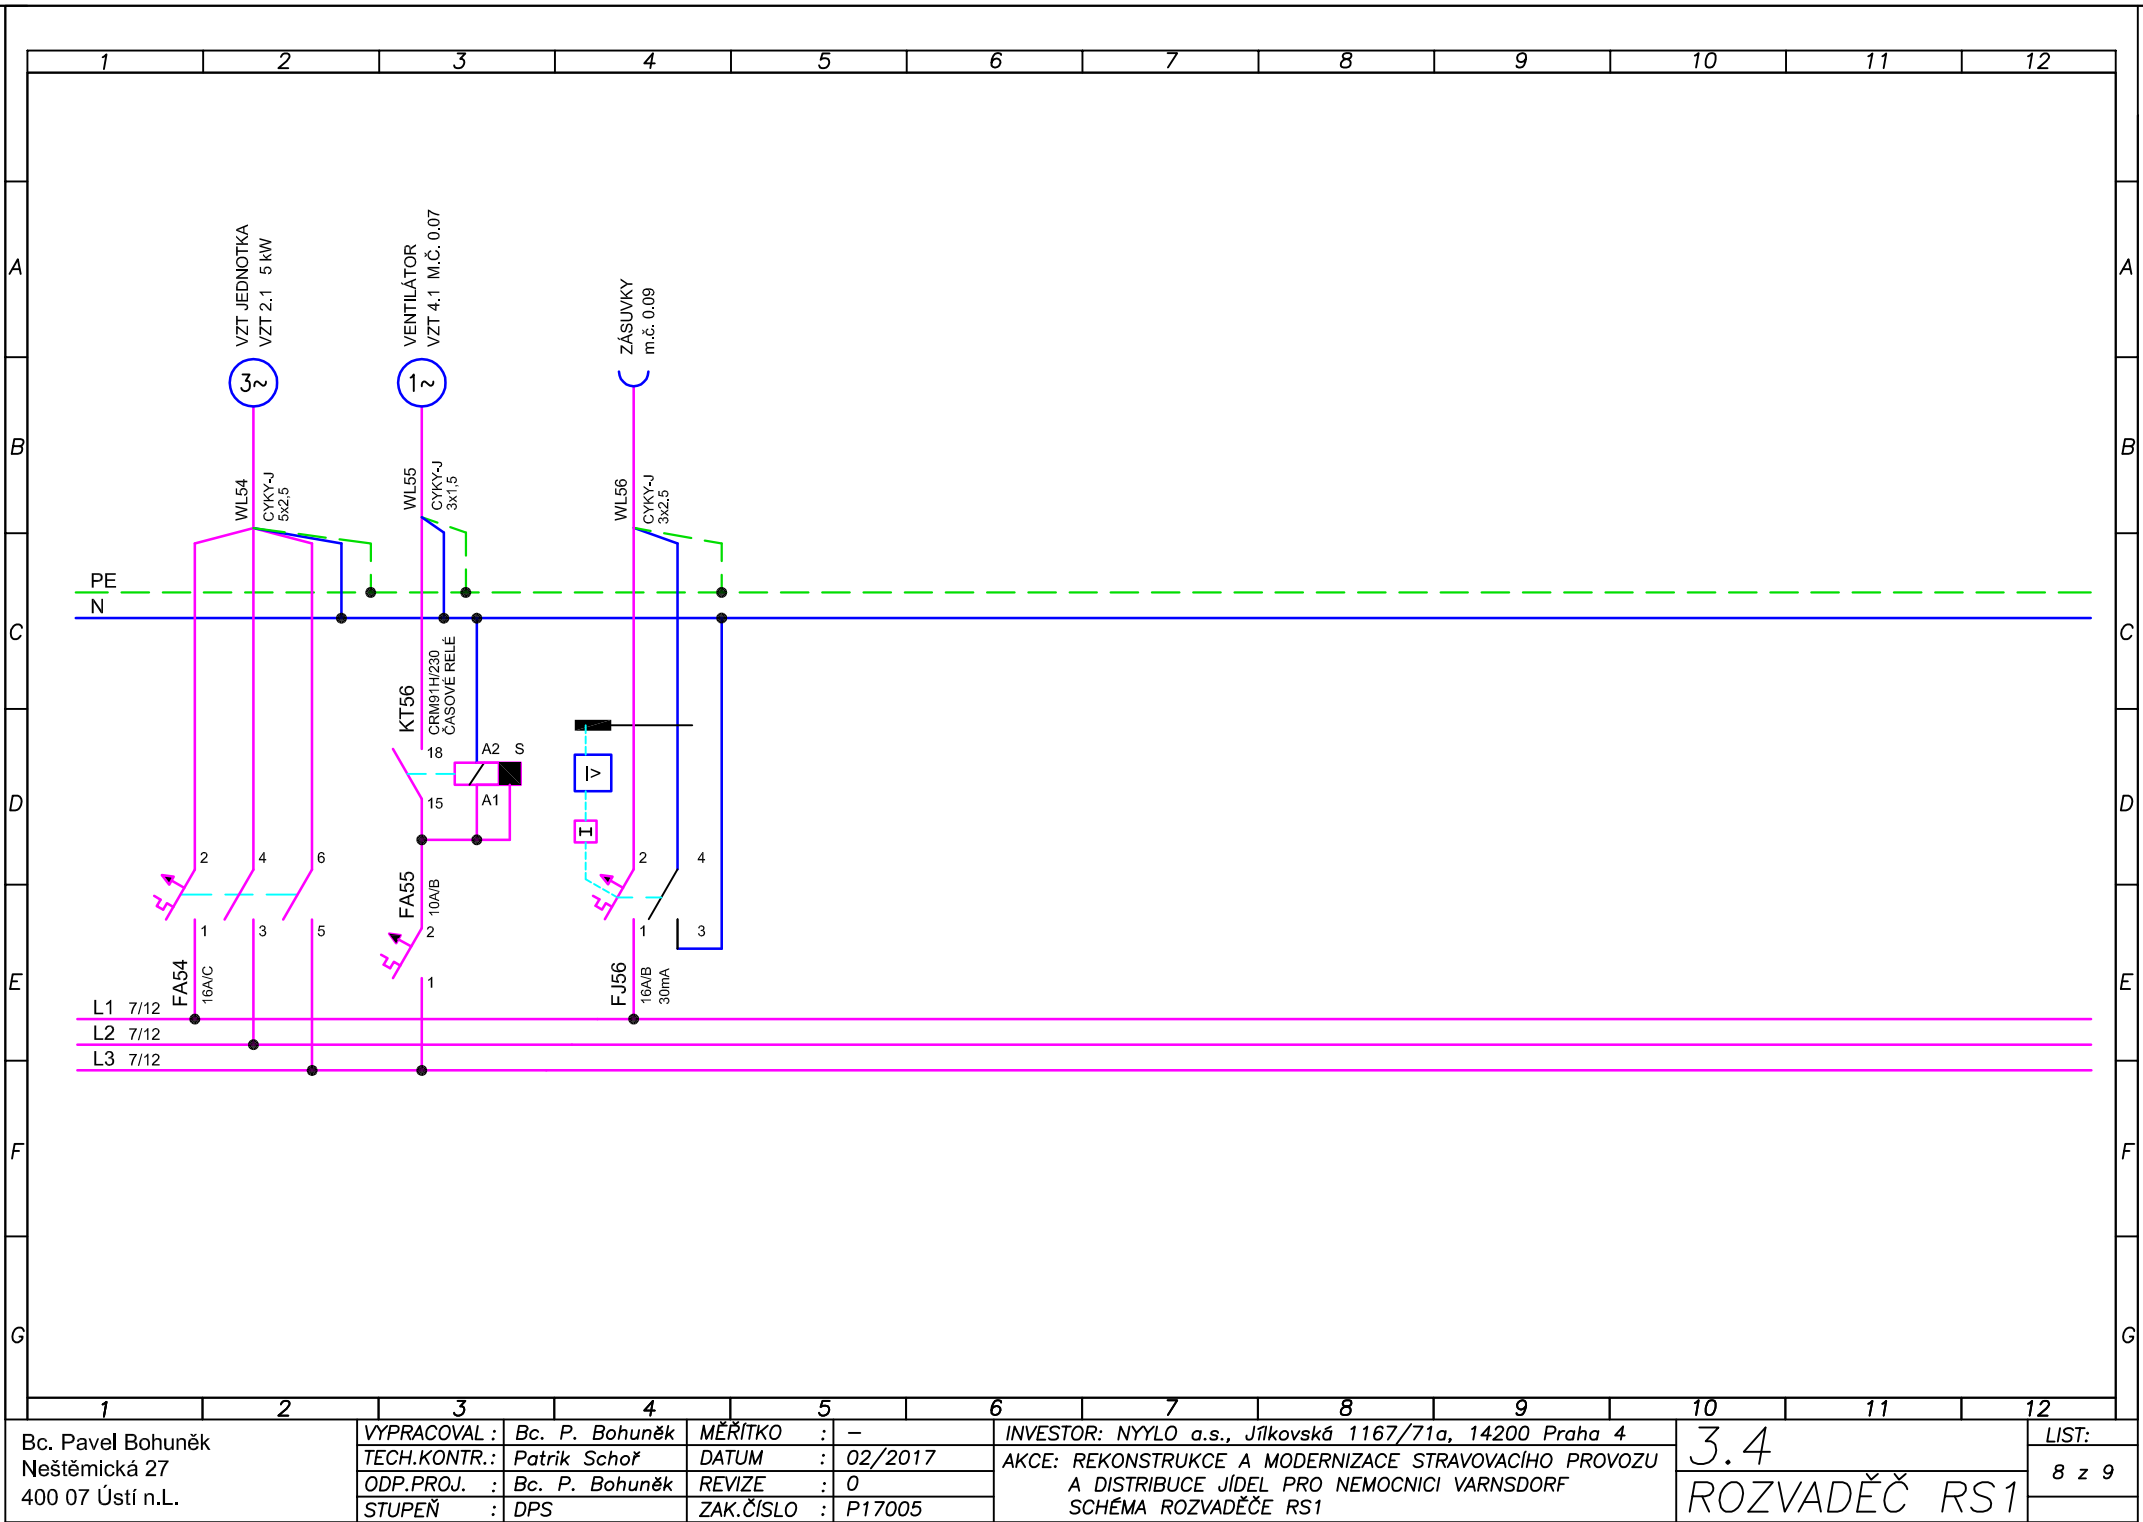 1 2 3 4 5 6 7 8 9 10 11 12
A
B
C
D
E
F
G
A
B
C
D
E
F
G
VZT JEDNOTKA
VZT 2.1 5 kW
3~
WL54
CYKY-J
5x2,5
VENTILÁTOR
VZT 4.1 M.Č. 0.07
1~
WL55
CYKY-J
3x1,5
ZÁSUVKY
m.č. 0.09
WL56
CYKY-J
3x2,5
PE
N
KT56
CRM91H/230
ČASOVÉ RELÉ
18
A2 S
15
A1
I>
I
2 4 6
1 3 5
FA54
16A/C
FA55
10A/B
2
1
2 4
1 3
FJ56
16A/B
30mA
L1 7/12
L2 7/12
L3 7/12
1 2 3 4 5 6 7 8 9 10 11 12
Bc. Pavel Bohuněk
Neštěmická 27
400 07 Ústí n.L.
VYPRACOVAL : Bc. P. Bohuněk
TECH.KONTR.: Patrik Schoř
ODP.PROJ. : Bc. P. Bohuněk
STUPEŇ : DPS
MĚŘÍTKO : –
DATUM : 02/2017
REVIZE : 0
ZAK.ČÍSLO : P17005
INVESTOR: NYYLO a.s., Jílkovská 1167/71a, 14200 Praha 4
AKCE: REKONSTRUKCE A MODERNIZACE STRAVOVACÍHO PROVOZU
A DISTRIBUCE JÍDEL PRO NEMOCNICI VARNSDORF
SCHÉMA ROZVADĚČE RS1
3.4
ROZVADĚČ RS1
LIST:
8 z 9